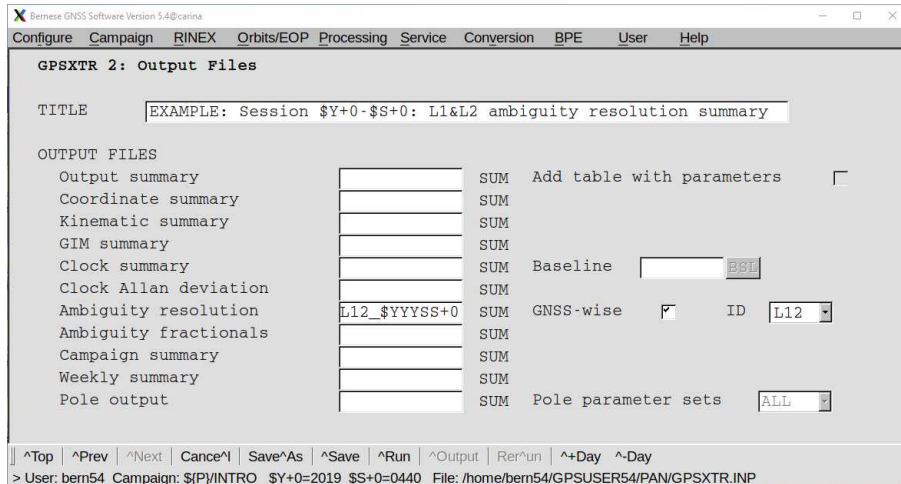 Bernese GNSS Software Version 5.4@carina
Configure Campaign RINEX Orbits/EOP Processing Service Conversion BPE User Help
GPSXTR 2: Output Files
TITLE EXAMPLE: Session $Y+0-$S+0: L1&L2 ambiguity resolution summary
OUTPUT FILES
Output summary SUM Add table with parameters
Coordinate summary SUM
Kinematic summary SUM
GIM summary SUM
Clock summary SUM Baseline BSL
Clock Allan deviation SUM
Ambiguity resolution L12_$YYYSS+0 SUM GNSS-wise ID L12
Ambiguity fractionals SUM
Campaign summary SUM
Weekly summary SUM
Pole output SUM Pole parameter sets ALL
^Top ^Prev ^Next Cance^l Save^As ^Save ^Run ^Output Rer^un ^+Day ^-Day
> User: bern54 Campaign: ${P}/INTRO $Y+0=2019 $S+0=0440 File: /home/bern54/GPSUSER54/PAN/GPSXTR.INP